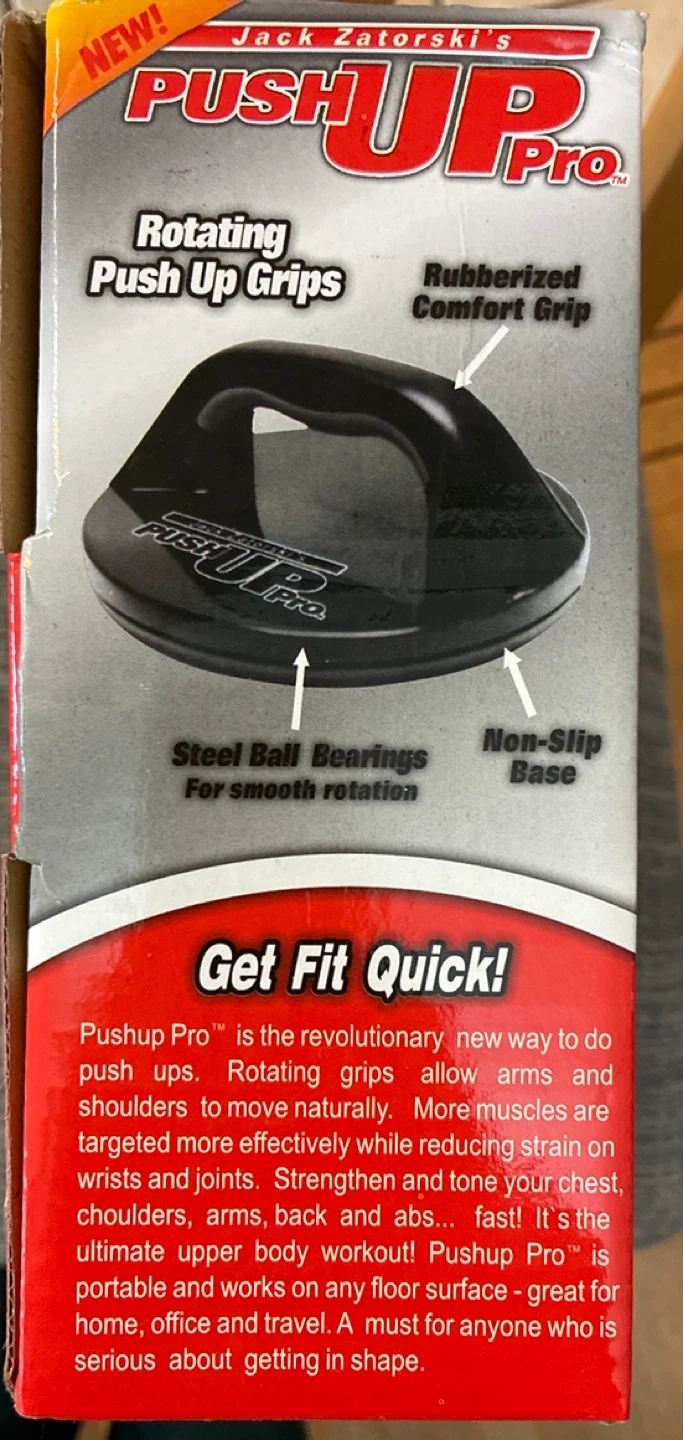 NEW!
Jack Zatorski's
PUSHUP
Pro™
Rotating
Push Up Grips
Rubberized
Comfort Grip
JACK ZATORSKI'S
PUSHUP
Pro
Steel Ball Bearings
For smooth rotation
Non-Slip
Base
Get Fit Quick!
Pushup Pro™ is the revolutionary new way to do
push ups. Rotating grips allow arms and
shoulders to move naturally. More muscles are
targeted more effectively while reducing strain on
wrists and joints. Strengthen and tone your chest,
choulders, arms, back and abs... fast! It's the
ultimate upper body workout! Pushup Pro™ is
portable and works on any floor surface - great for
home, office and travel. A must for anyone who is
serious about getting in shape.